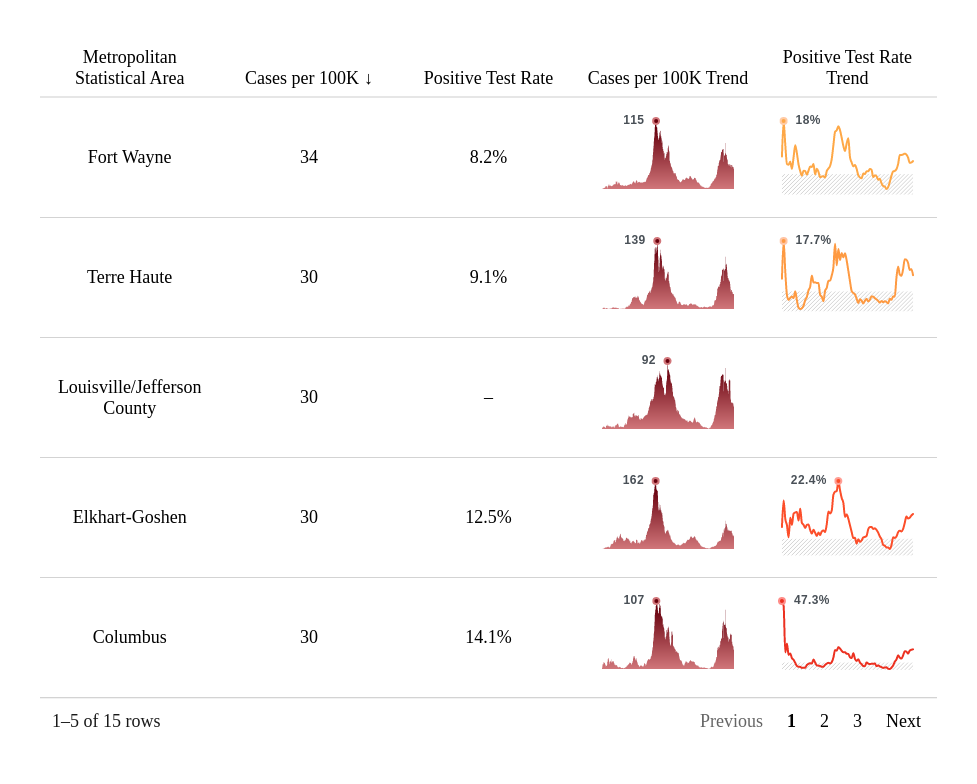 Metropolitan
Statistical Area
Cases per 100K ↓
Positive Test Rate
Cases per 100K Trend
Positive Test Rate
Trend
Fort Wayne
34
8.2%
115
18%
Terre Haute
30
9.1%
139
17.7%
Louisville/Jefferson
County
30
–
92
Elkhart-Goshen
30
12.5%
162
22.4%
Columbus
30
14.1%
107
47.3%
1–5 of 15 rows
Previous 1 2 3 Next